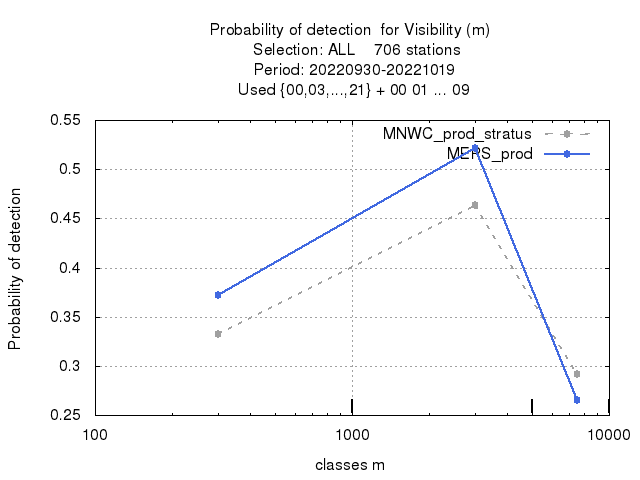 Probability of detection  for Visibility (m)
Selection: ALL    706 stations
Period: 20220930-20221019
Used {00,03,...,21} + 00 01 ... 09
0.55
MNWC_prod_stratus
MEPS_prod
0.5
0.45
0.4
0.35
0.3
0.25
Probability of detection
100
1000
10000
classes m